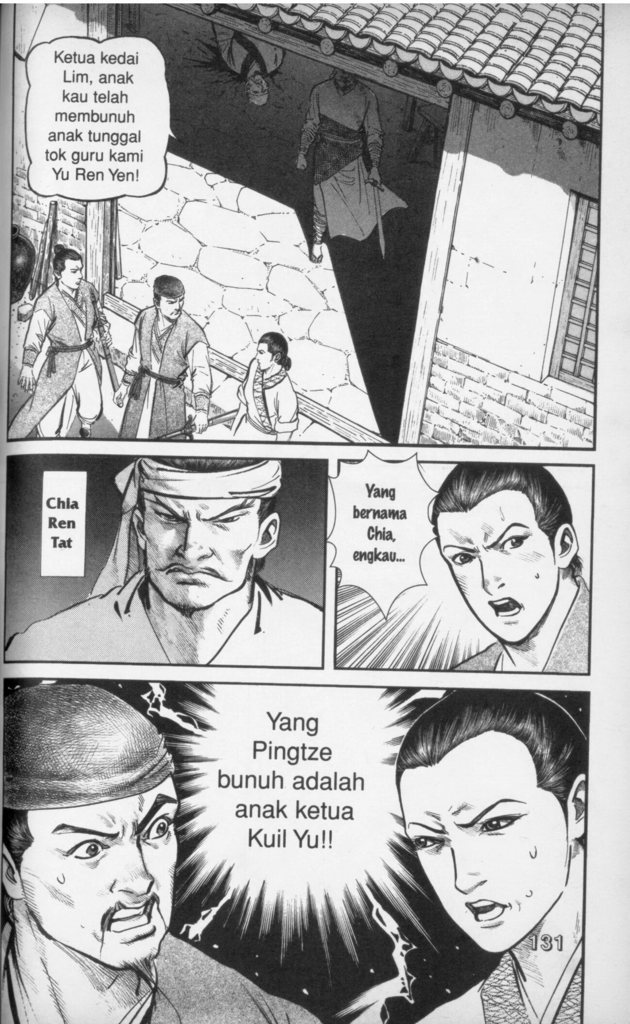 Ketua kedai
Lim, anak
kau telah
membunuh
anak tunggal
tok guru kami
Yu Ren Yen!
Chia
Ren
Tat
Yang
bernama
Chia,
engkau...
Yang
Pingtze
bunuh adalah
anak ketua
Kuil Yu!!
131